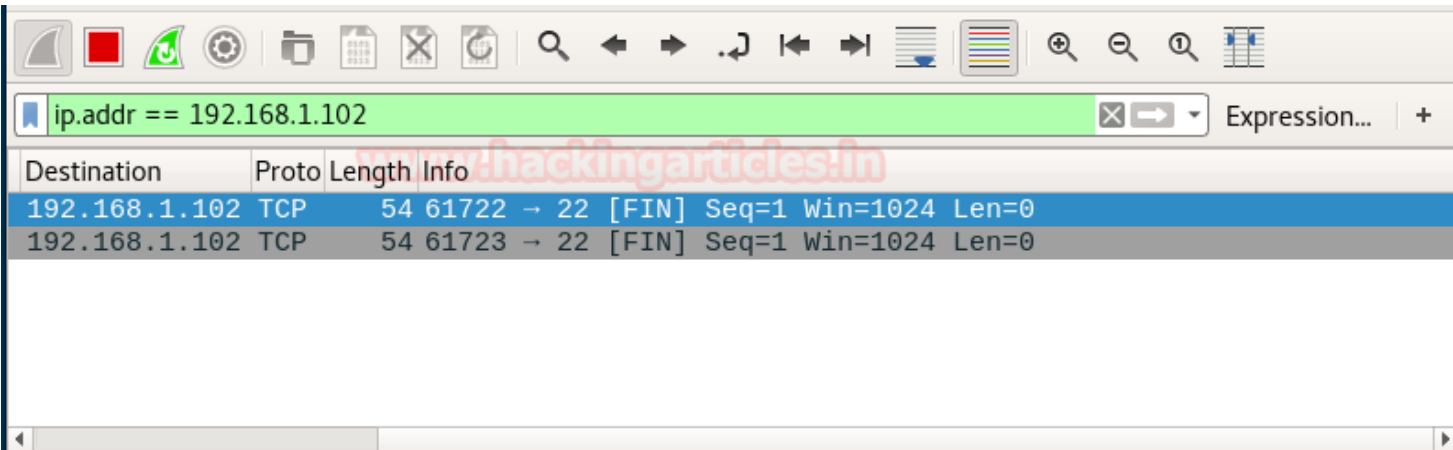 ip.addr == 192.168.1.102 Expression... +
www.hackingarticles.in
Destination Proto Length Info
192.168.1.102 TCP 54 61722 → 22 [FIN] Seq=1 Win=1024 Len=0
192.168.1.102 TCP 54 61723 → 22 [FIN] Seq=1 Win=1024 Len=0